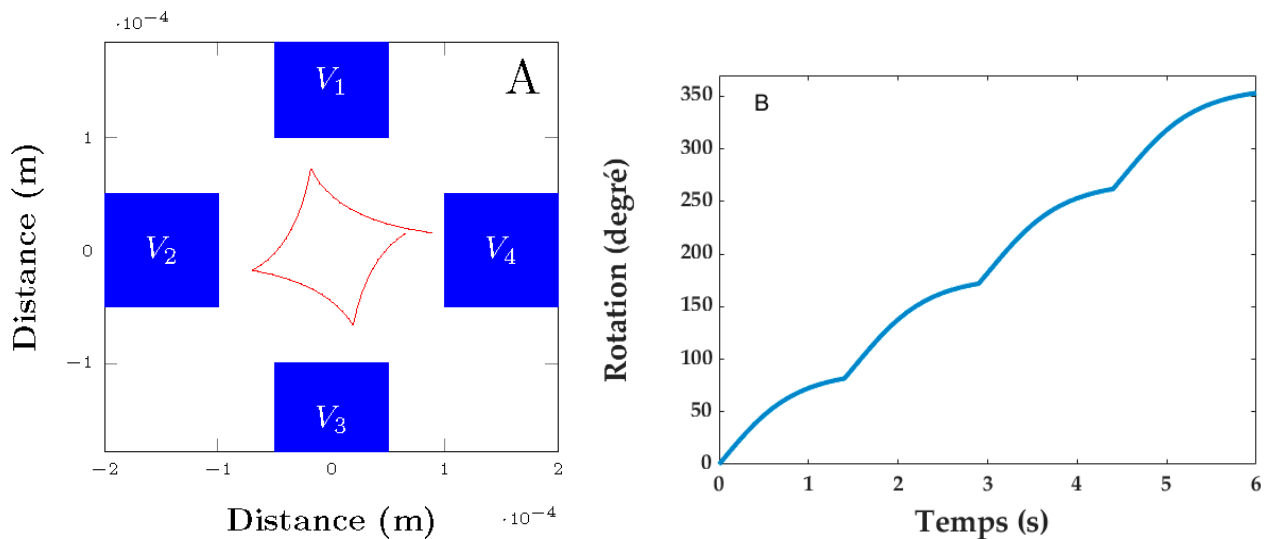 ·10⁻⁴
A
V₁
V₂
V₄
V₃
1
0
−1
−2
−1
0
1
2
Distance (m)
Distance (m)
·10⁻⁴
B
350
300
250
200
150
100
50
0
0
1
2
3
4
5
6
Rotation (degré)
Temps (s)